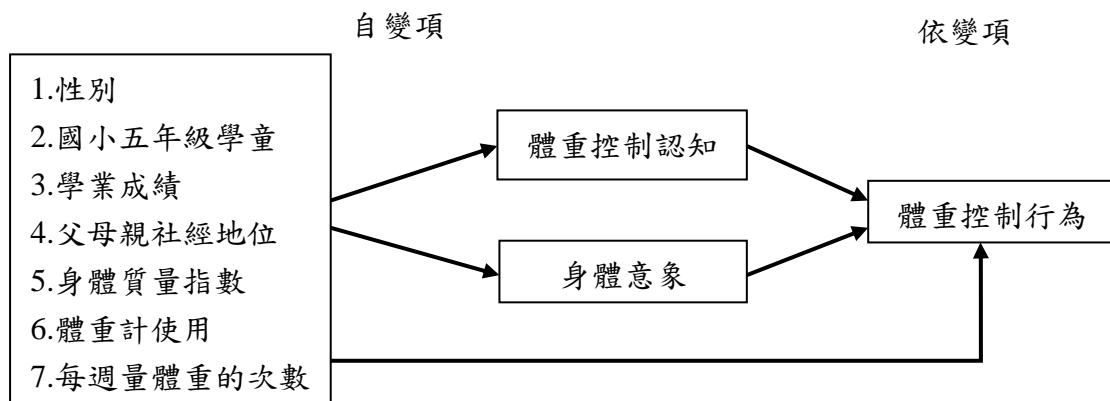 自變項
依變項
1.性別
2.國小五年級學童
3.學業成績
4.父母親社經地位
5.身體質量指數
6.體重計使用
7.每週量體重的次數
體重控制認知
身體意象
體重控制行為